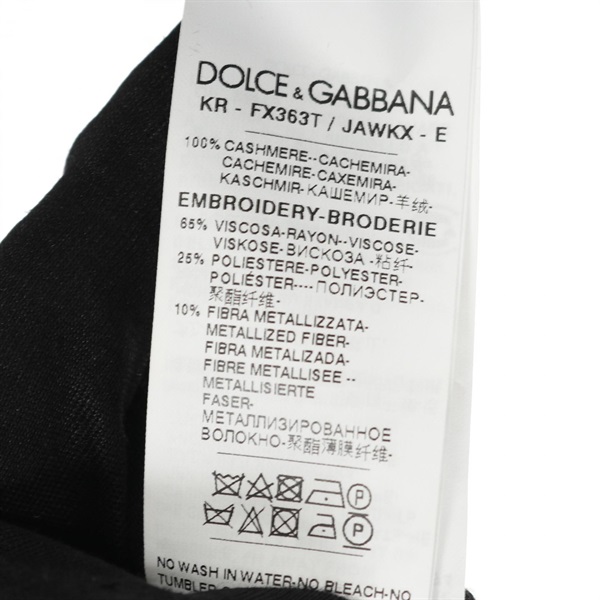 DOLCE & GABBANA
KR - FX363T / JAWKX - E
100% CASHMERE--CACHEMIRA-
CACHEMIRE-CAXEMIRA-
KASCHMIR-КАШЕМИР-羊绒-
EMBROIDERY-BRODERIE
65% VISCOSA-RAYON--VISCOSE-
VISKOSE-ВИСКОЗА -粘纤-
25% POLIESTERE-POLYESTER-
POLIÉSTER----ПОЛИЭСТЕР-
聚酯纤维-
10% FIBRA METALLIZZATA-
METALLIZED FIBER-
FIBRA METALIZADA-
FIBRE METALLISEE --
METALLISIERTE
FASER-
МЕТАЛЛИЗИРОВАННОЕ
ВОЛОКНО-聚酯薄膜纤维-
P
P
NO WASH IN WATER-NO BLEACH-NO
TUMBLER